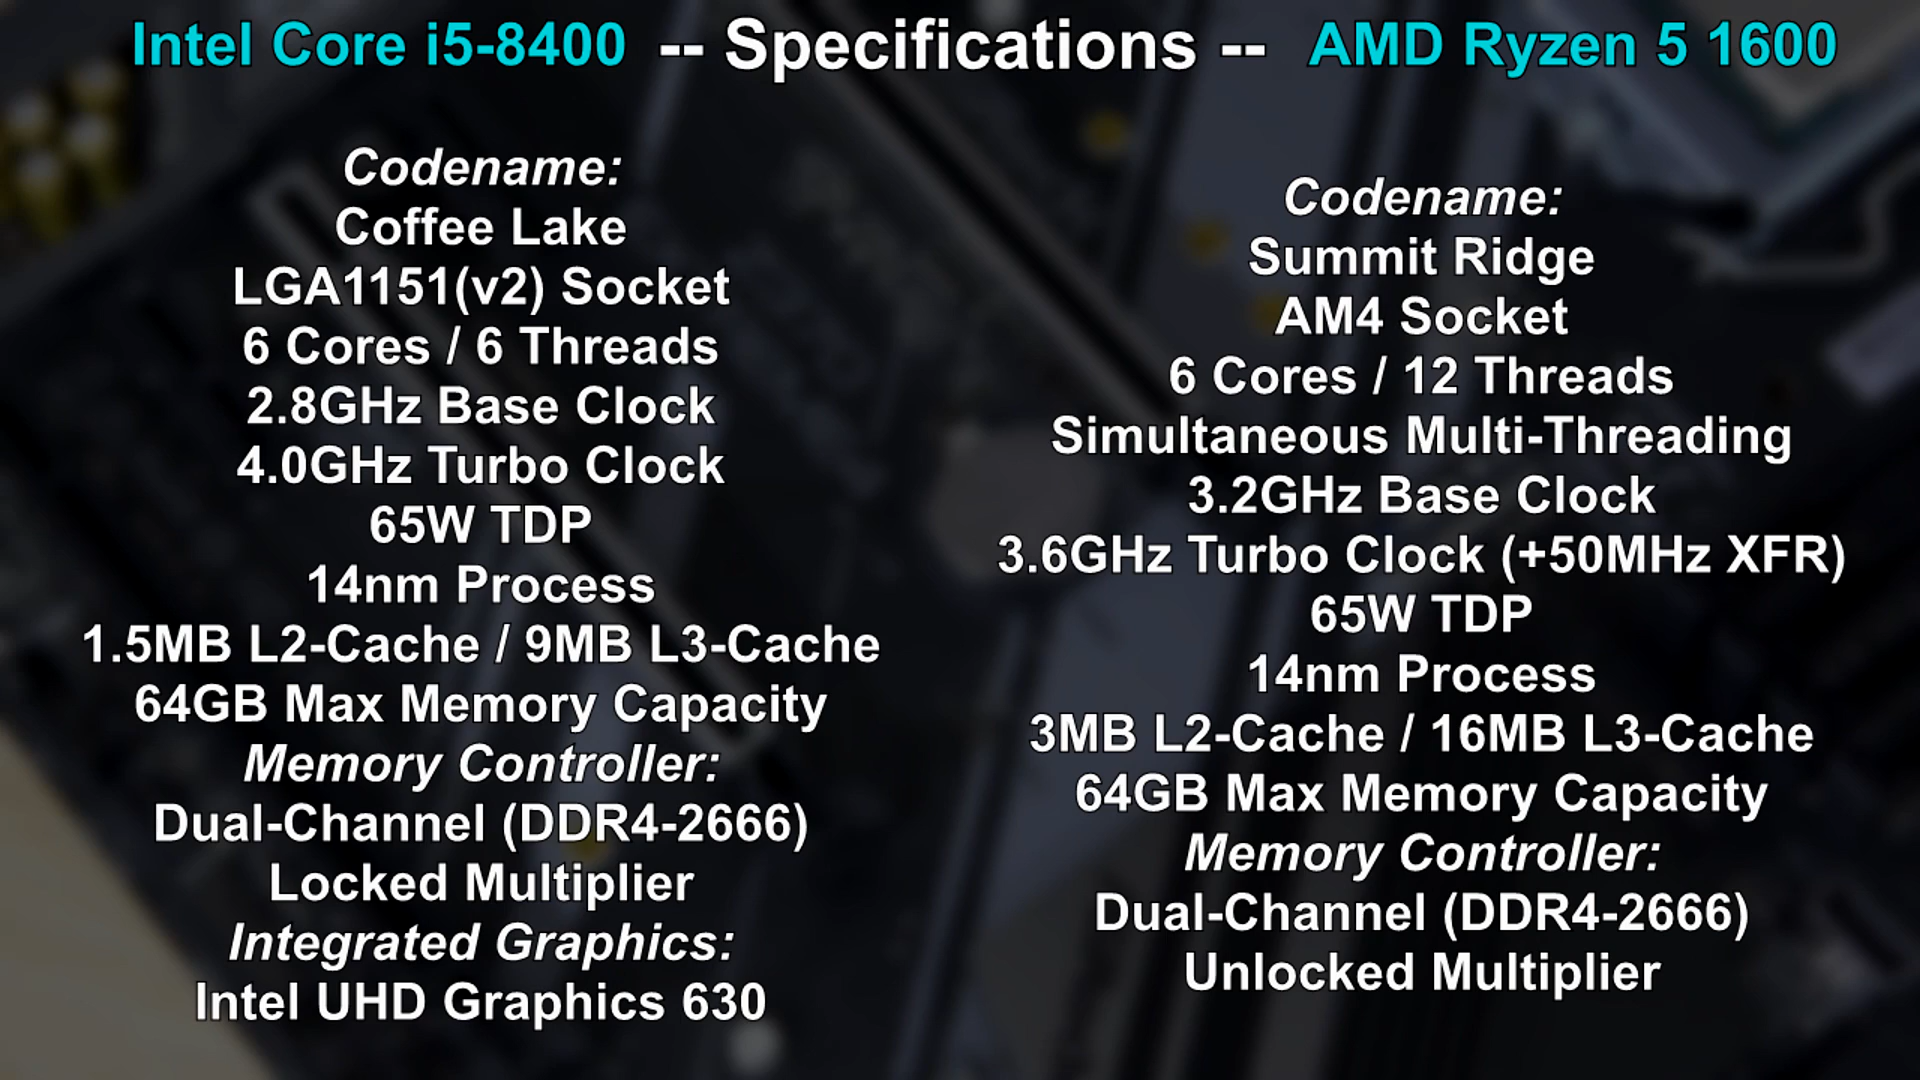 Intel Core i5-8400 -- Specifications -- AMD Ryzen 5 1600
Codename:
Coffee Lake
LGA1151(v2) Socket
6 Cores / 6 Threads
2.8GHz Base Clock
4.0GHz Turbo Clock
65W TDP
14nm Process
1.5MB L2-Cache / 9MB L3-Cache
64GB Max Memory Capacity
Memory Controller:
Dual-Channel (DDR4-2666)
Locked Multiplier
Integrated Graphics:
Intel UHD Graphics 630
Codename:
Summit Ridge
AM4 Socket
6 Cores / 12 Threads
Simultaneous Multi-Threading
3.2GHz Base Clock
3.6GHz Turbo Clock (+50MHz XFR)
65W TDP
14nm Process
3MB L2-Cache / 16MB L3-Cache
64GB Max Memory Capacity
Memory Controller:
Dual-Channel (DDR4-2666)
Unlocked Multiplier